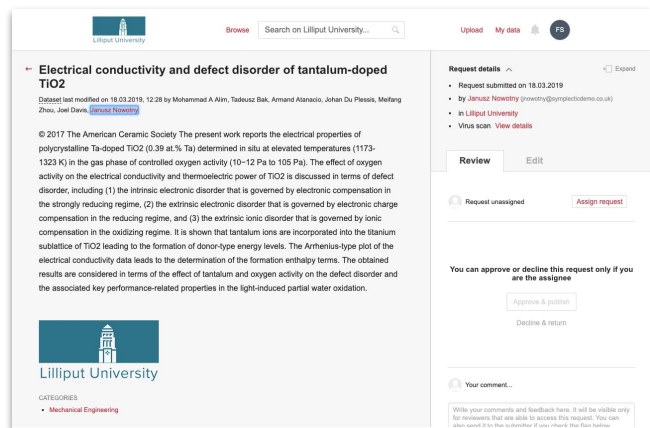 Lilliput University
Browse
Search on Lilliput University...
Upload
My data
FS
← Electrical conductivity and defect disorder of tantalum-doped
TiO2
Dataset last modified on 18.03.2019, 12:28 by Mohammad A Alim, Tadeusz Bak, Armand Atanacio, Johan Du Plessis, Meifang
Zhou, Joel Davis, Janusz Nowotny
© 2017 The American Ceramic Society The present work reports the electrical properties of
polycrystalline Ta-doped TiO2 (0.39 at.% Ta) determined in situ at elevated temperatures (1173-
1323 K) in the gas phase of controlled oxygen activity (10−12 Pa to 105 Pa). The effect of oxygen
activity on the electrical conductivity and thermoelectric power of TiO2 is discussed in terms of defect
disorder, including (1) the intrinsic electronic disorder that is governed by electronic compensation in
the strongly reducing regime, (2) the extrinsic electronic disorder that is governed by electronic charge
compensation in the reducing regime, and (3) the extrinsic ionic disorder that is governed by ionic
compensation in the oxidizing regime. It is shown that tantalum ions are incorporated into the titanium
sublattice of TiO2 leading to the formation of donor-type energy levels. The Arrhenius-type plot of the
electrical conductivity data leads to the determination of the formation enthalpy terms. The obtained
results are considered in terms of the effect of tantalum and oxygen activity on the defect disorder and
the associated key performance-related properties in the light-induced partial water oxidation.
Lilliput University
CATEGORIES
• Mechanical Engineering
Request details
Expand
• Request submitted on 18.03.2019
• by Janusz Nowotny (nowotny@symplecticdemo.co.uk)
• in Lilliput University
• Virus scan View details
Review
Edit
Request unassigned
Assign request
You can approve or decline this request only if you
are the assignee
Approve & publish
Decline & return
Your comment...
Write your comments and feedback here. It will be visible only
for reviewers that are able to access this request. You can
also send it to the submitter if you check the flag below.